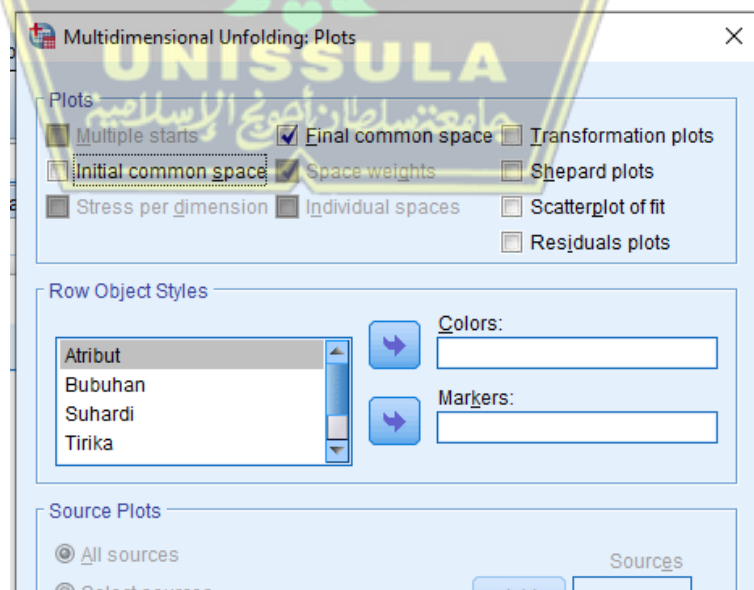 Multidimensional Unfolding: Plots
UNISSULA
جامعة سلطان أجونج الإسلامية
Plots
Multiple starts
Final common space
Transformation plots
Initial common space
Space weights
Shepard plots
Stress per dimension
Individual spaces
Scatterplot of fit
Residuals plots
Row Object Styles
Colors:
Atribut
Bubuhan
Suhardi
Tirika
Markers:
Source Plots
All sources
Sources
Select sources